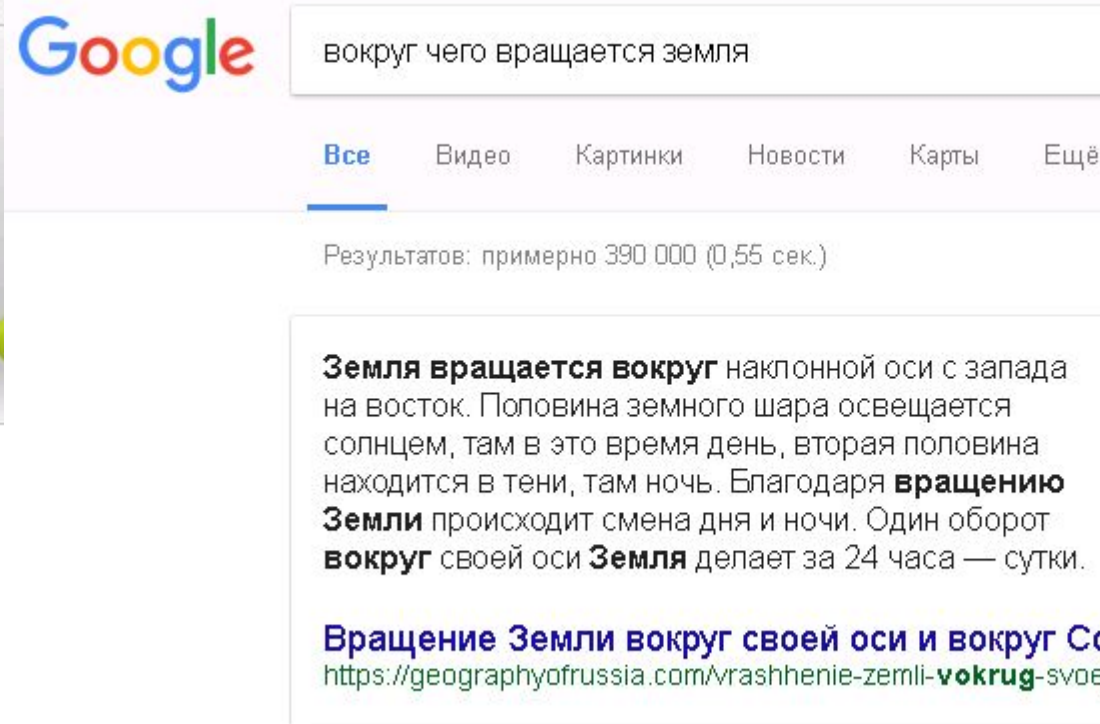 Google
вокруг чего вращается земля
Все Видео Картинки Новости Карты Ещё
Результатов: примерно 390 000 (0,55 сек.)
Земля вращается вокруг наклонной оси с запада
на восток. Половина земного шара освещается
солнцем, там в это время день, вторая половина
находится в тени, там ночь. Благодаря вращению
Земли происходит смена дня и ночи. Один оборот
вокруг своей оси Земля делает за 24 часа — сутки.
Вращение Земли вокруг своей оси и вокруг Со
https://geographyofrussia.com/vrashhenie-zemli-vokrug-svoe